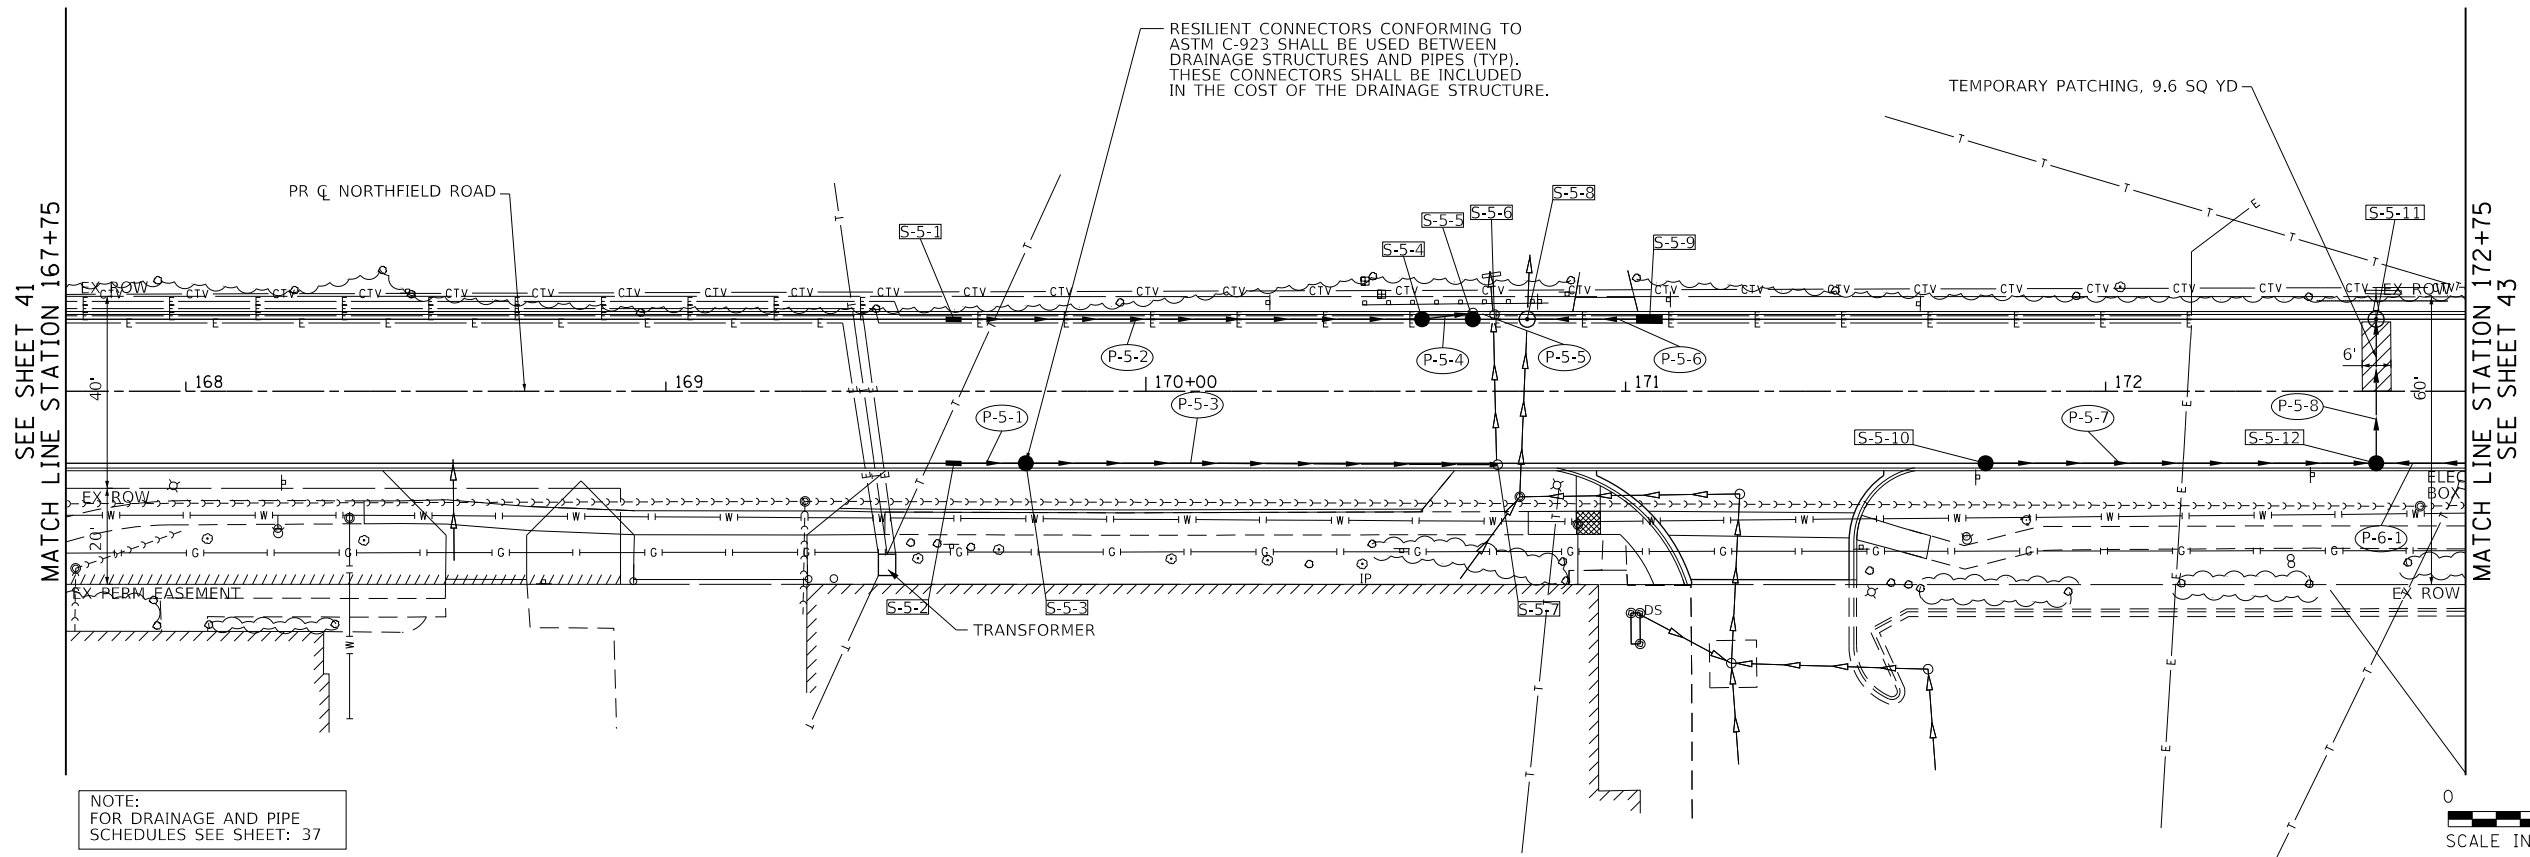 RESILIENT CONNECTORS CONFORMING TO
ASTM C-923 SHALL BE USED BETWEEN
DRAINAGE STRUCTURES AND PIPES (TYP).
THESE CONNECTORS SHALL BE INCLUDED
IN THE COST OF THE DRAINAGE STRUCTURE.
TEMPORARY PATCHING, 9.6 SQ YD
PR ℄ NORTHFIELD ROAD
SEE SHEET 41
MATCH LINE STATION 167+75
MATCH LINE STATION 172+75
SEE SHEET 43
S-5-1
S-5-4
S-5-5
S-5-6
S-5-8
S-5-9
S-5-11
EX ROW
EX ROW
P-5-2
P-5-4
P-5-5
P-5-6
6'
40'
60'
168
169
170+00
171
172
P-5-1
P-5-3
P-5-7
P-5-8
S-5-10
S-5-12
EX ROW
ELEC
BOX
20'
P-6-1
IP
8
EX PERM EASEMENT
EX ROW
S-5-2
S-5-3
S-5-7
DS
TRANSFORMER
NOTE:
FOR DRAINAGE AND PIPE
SCHEDULES SEE SHEET: 37
0
SCALE IN